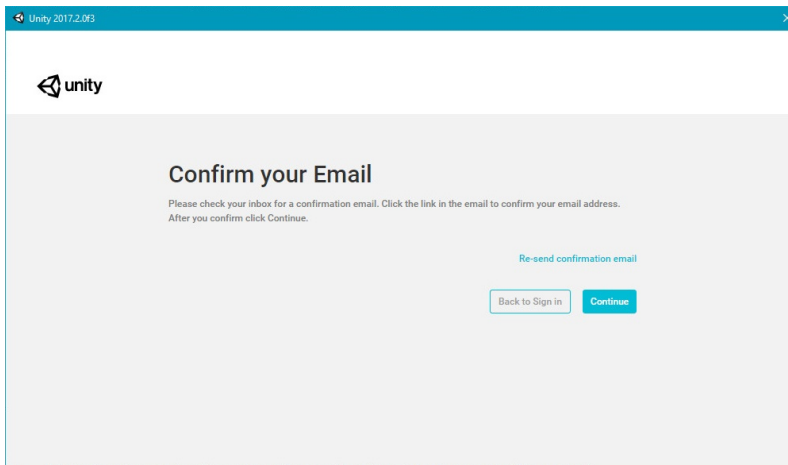 Unity 2017.2.0f3
unity
Confirm your Email
Please check your inbox for a confirmation email. Click the link in the email to confirm your email address.
After you confirm click Continue.
Re-send confirmation email
Back to Sign in
Continue